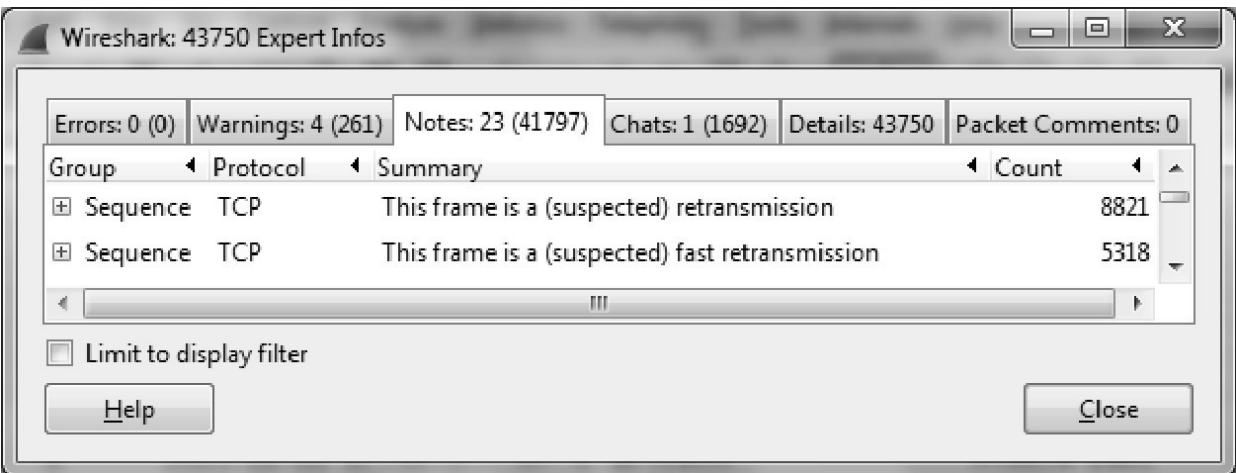 Wireshark: 43750 Expert Infos
Errors: 0 (0) Warnings: 4 (261) Notes: 23 (41797) Chats: 1 (1692) Details: 43750 Packet Comments: 0
Group Protocol Summary Count
Sequence TCP This frame is a (suspected) retransmission 8821
Sequence TCP This frame is a (suspected) fast retransmission 5318
Limit to display filter
Help Close